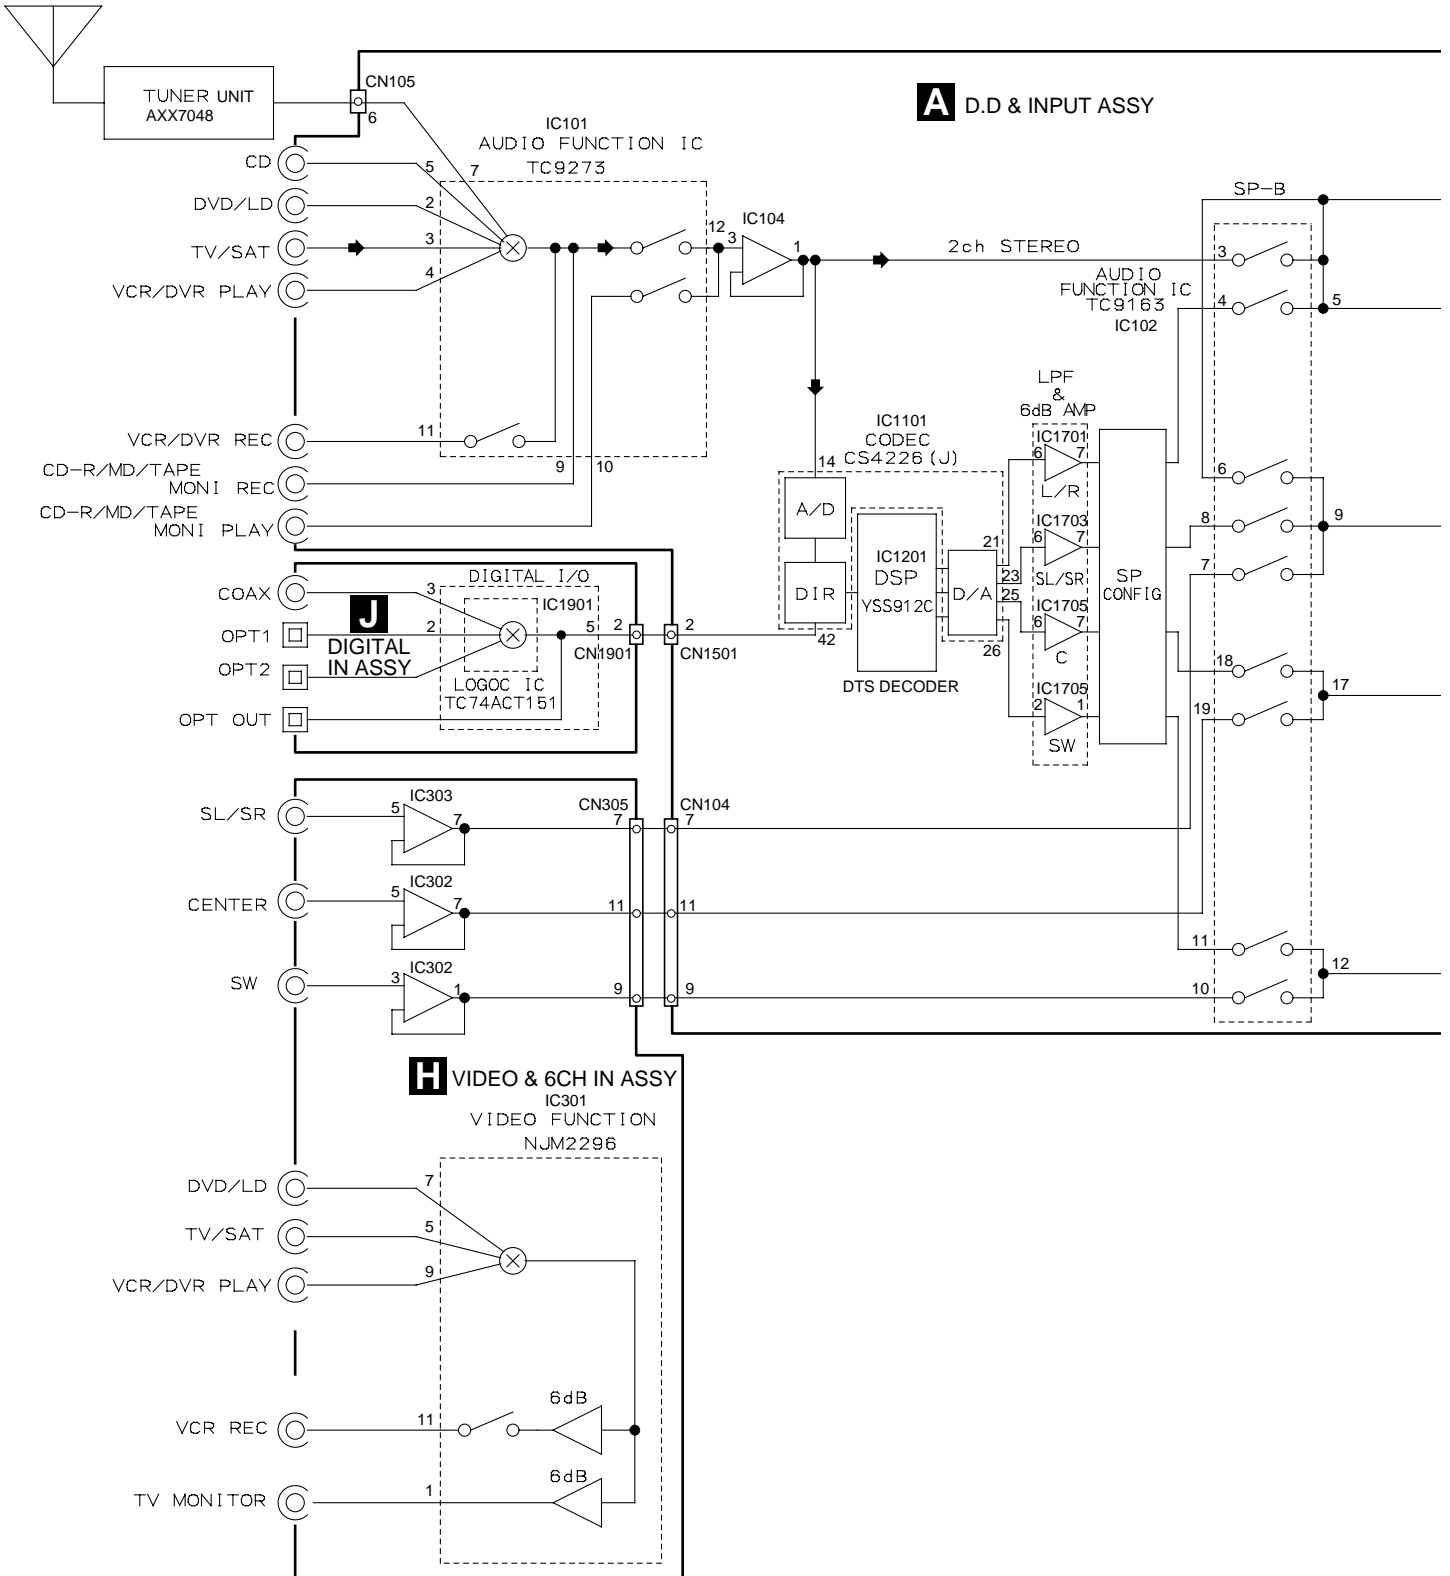 CN105
TUNER UNIT
AXX7048
6
A D.D & INPUT ASSY
IC101
AUDIO FUNCTION IC
TC9273
CD
5
7
DVD/LD
2
TV/SAT
3
VCR/DVR PLAY
4
12
3
IC104
1
2ch STEREO
SP-B
3
AUDIO
FUNCTION IC
TC9163
IC102
4
5
VCR/DVR REC
11
CD-R/MD/TAPE
MONI REC
9
10
CD-R/MD/TAPE
MONI PLAY
LPF
&
6dB AMP
IC1101
CODEC
CS4226(J)
14
A/D
DIR
42
IC1201
DSP
YSS912C
DTS DECODER
D/A
21
23
25
26
IC1701
6
7
L/R
IC1703
6
7
SL/SR
IC1705
6
7
C
IC1705
2
1
SW
SP
CONFIG
6
8
9
7
18
17
19
DIGITAL I/O
COAX
3
IC1901
J
DIGITAL
IN ASSY
OPT1
2
5
2
CN1901
2
CN1501
OPT2
LOGOC IC
TC74ACT151
OPT OUT
SL/SR
5
IC303
7
CN305
7
CN104
7
CENTER
5
IC302
7
11
11
SW
3
IC302
1
9
9
11
12
10
H VIDEO & 6CH IN ASSY
IC301
VIDEO FUNCTION
NJM2296
DVD/LD
7
TV/SAT
5
VCR/DVR PLAY
9
6dB
VCR REC
11
6dB
TV MONITOR
1